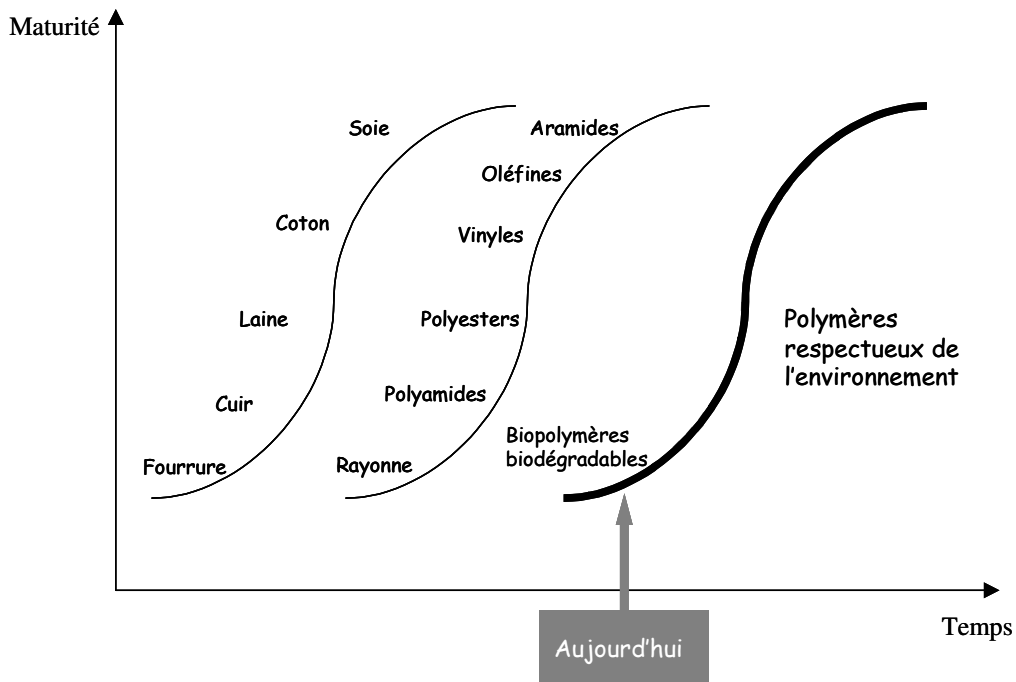 Maturité
Soie
Aramides
Oléfines
Coton
Vinyles
Laine
Polyesters
Polymères
respectueux de
l'environnement
Cuir
Polyamides
Biopolymères
biodégradables
Fourrure
Rayonne
Temps
Aujourd'hui